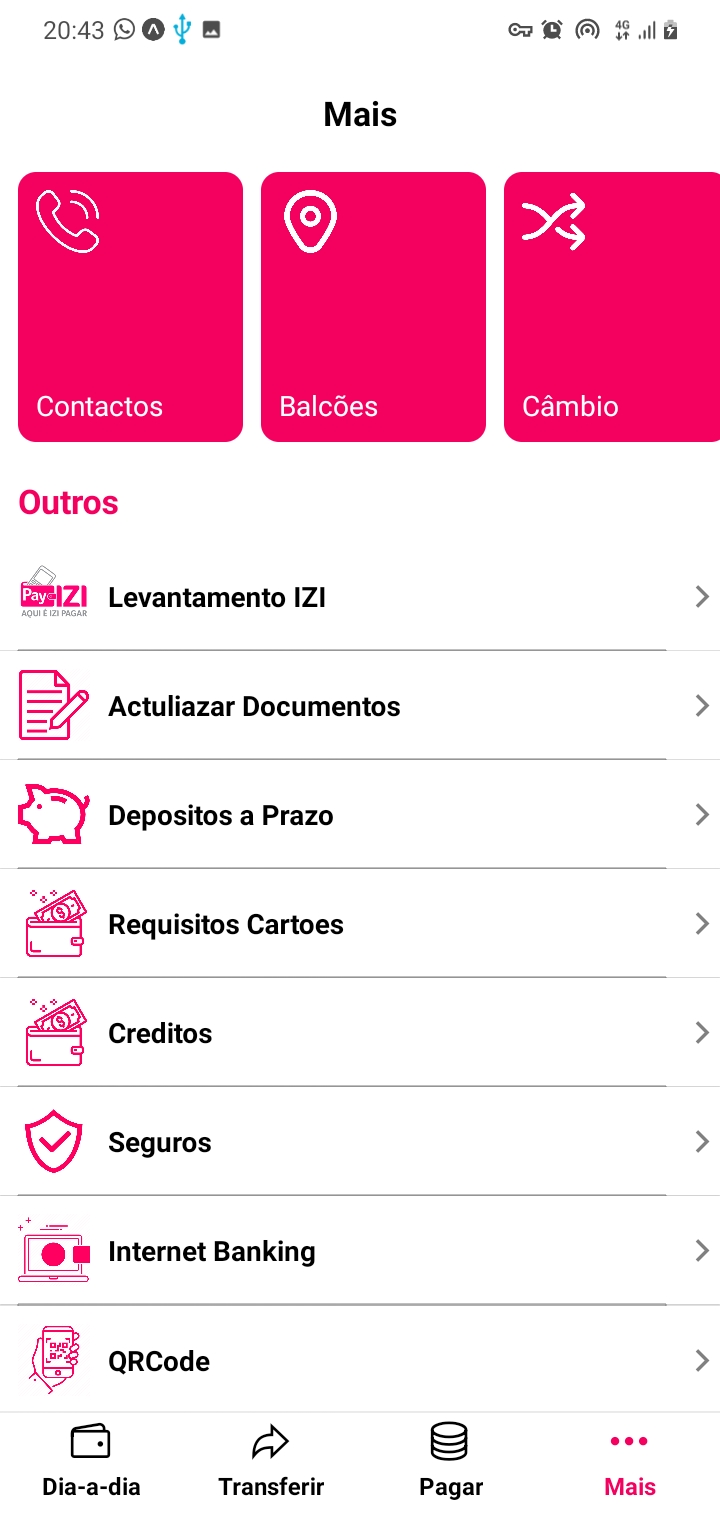 20:43
4G
Mais
Contactos
Balcões
Câmbio
Outros
Pay IZI
AQUI É IZI PAGAR
Levantamento IZI
Actuliazar Documentos
Depositos a Prazo
Requisitos Cartoes
Creditos
Seguros
Internet Banking
QRCode
Dia-a-dia
Transferir
Pagar
Mais